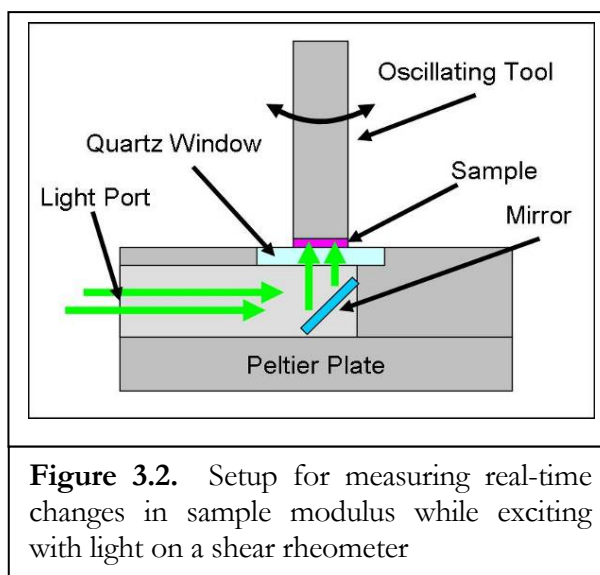 Oscillating Tool
Quartz Window
Sample
Light Port
Mirror
Peltier Plate
Figure 3.2. Setup for measuring real-time
changes in sample modulus while exciting
with light on a shear rheometer